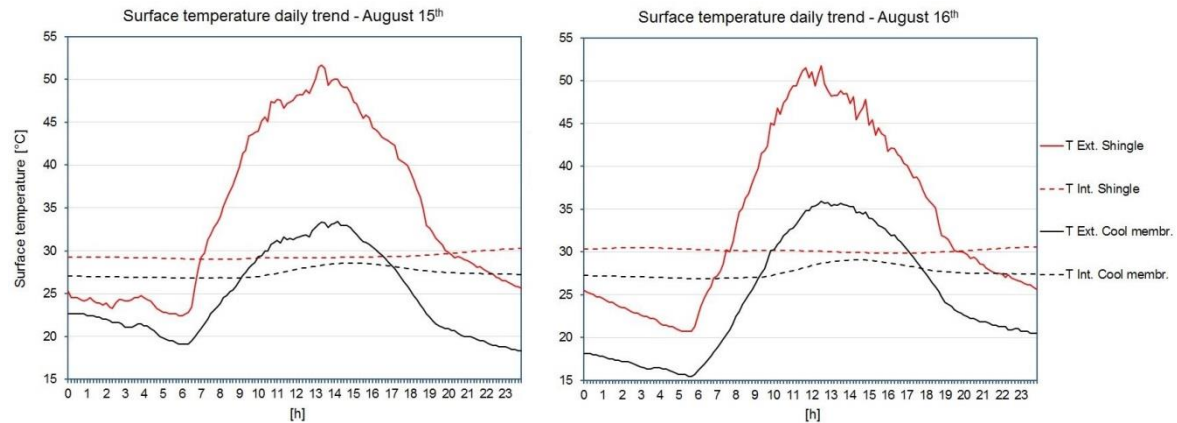 Surface temperature daily trend - August 15th
Surface temperature [°C]
55
50
45
40
35
30
25
20
15
0 1 2 3 4 5 6 7 8 9 10 11 12 13 14 15 16 17 18 19 20 21 22 23
[h]
Surface temperature daily trend - August 16th
55
50
45
40
35
30
25
20
15
0 1 2 3 4 5 6 7 8 9 10 11 12 13 14 15 16 17 18 19 20 21 22 23
[h]
T Ext. Shingle
T Int. Shingle
T Ext. Cool membr.
T Int. Cool membr.